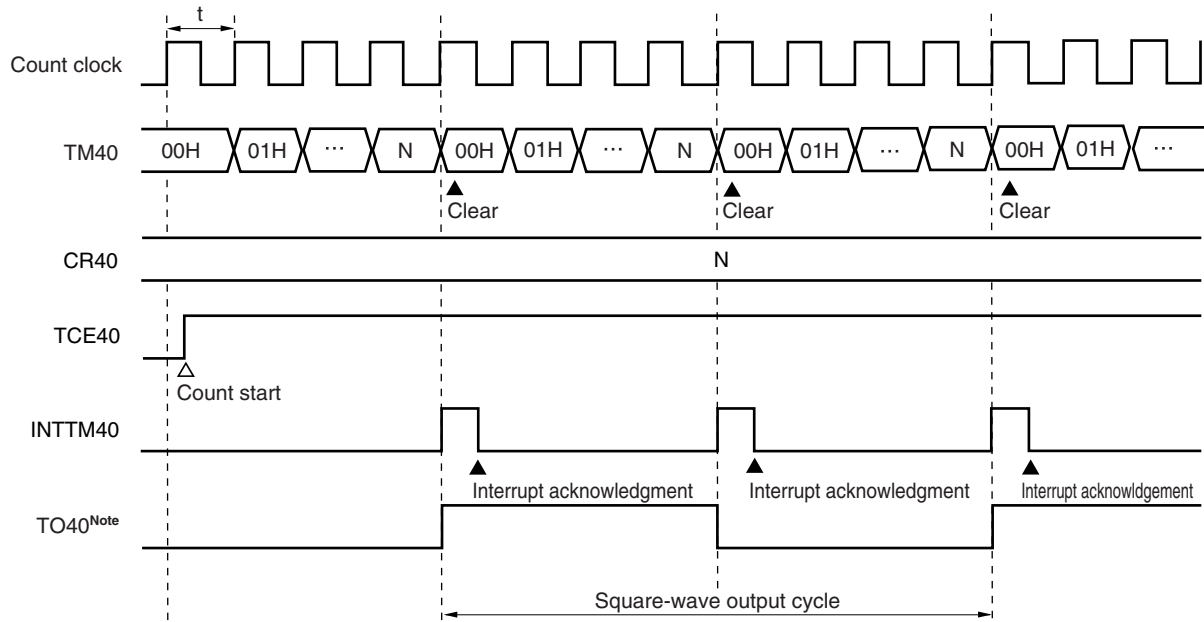 t
Count clock
TM40 00H 01H ... N 00H 01H ... N 00H 01H ... N 00H 01H ...
Clear Clear Clear
CR40 N
TCE40
Count start
INTTM40
Interrupt acknowledgment Interrupt acknowledgment Interrupt acknowldgement
TO40Note
Square-wave output cycle